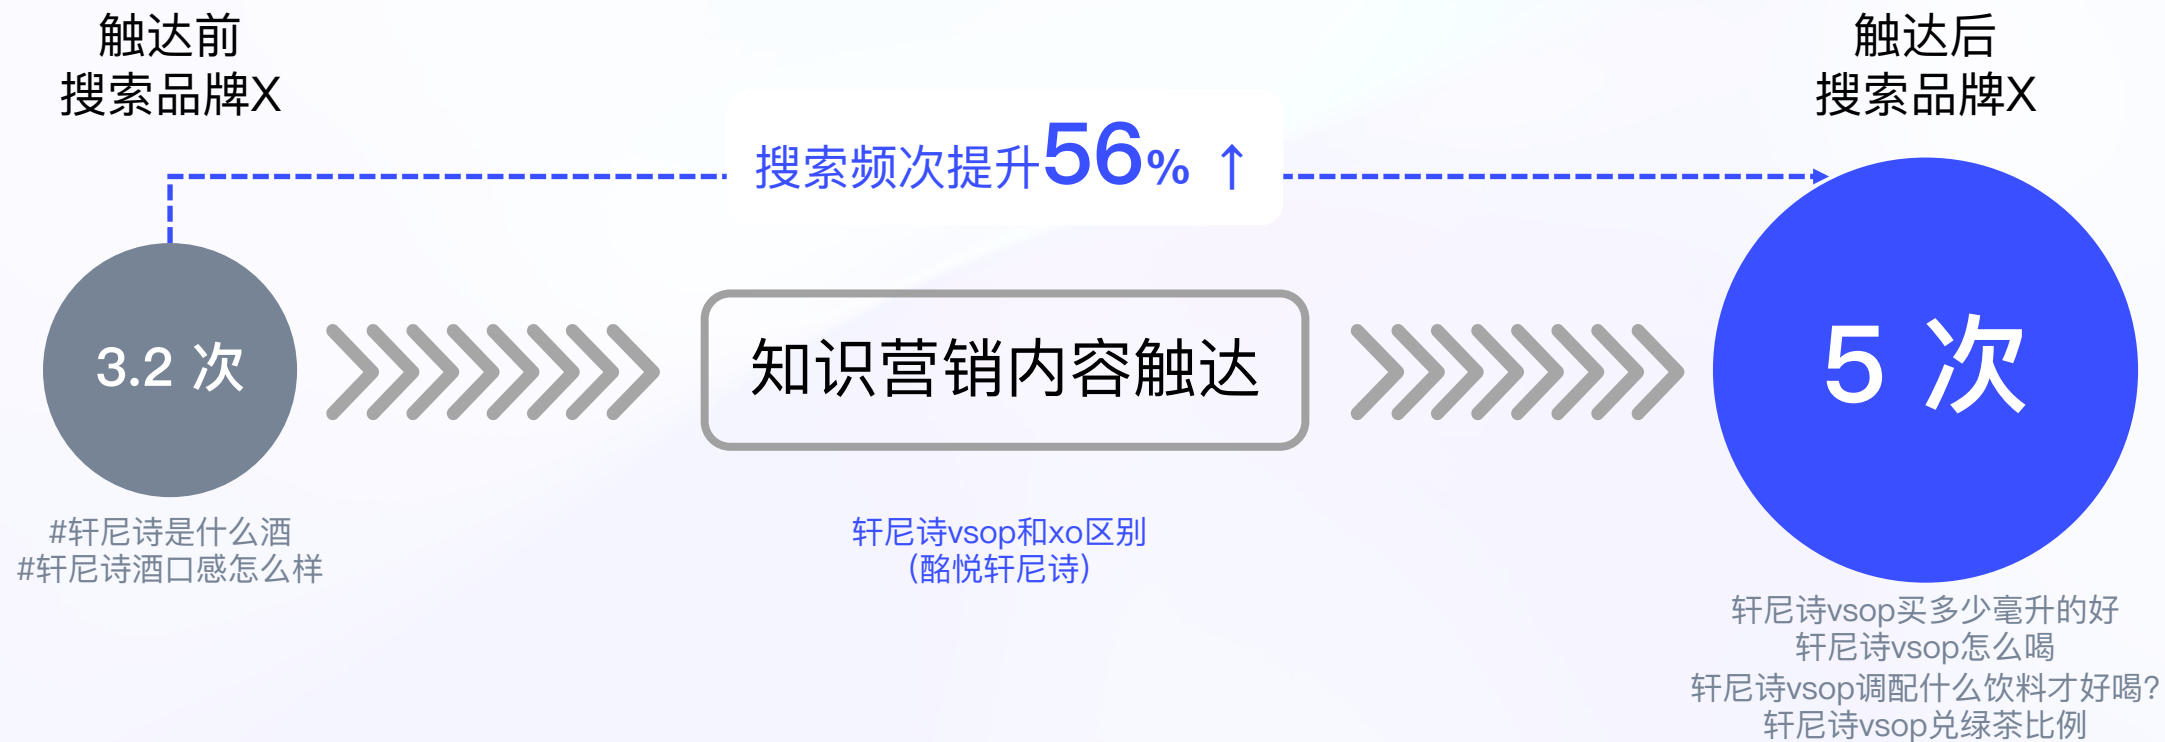 触达前
搜索品牌X
触达后
搜索品牌X
搜索频次提升56% ↑
3.2 次
知识营销内容触达
5 次
#轩尼诗是什么酒
#轩尼诗酒口感怎么样
轩尼诗vsop和xo区别
(酩悦轩尼诗)
轩尼诗vsop买多少毫升的好
轩尼诗vsop怎么喝
轩尼诗vsop调配什么饮料才好喝?
轩尼诗vsop兑绿茶比例